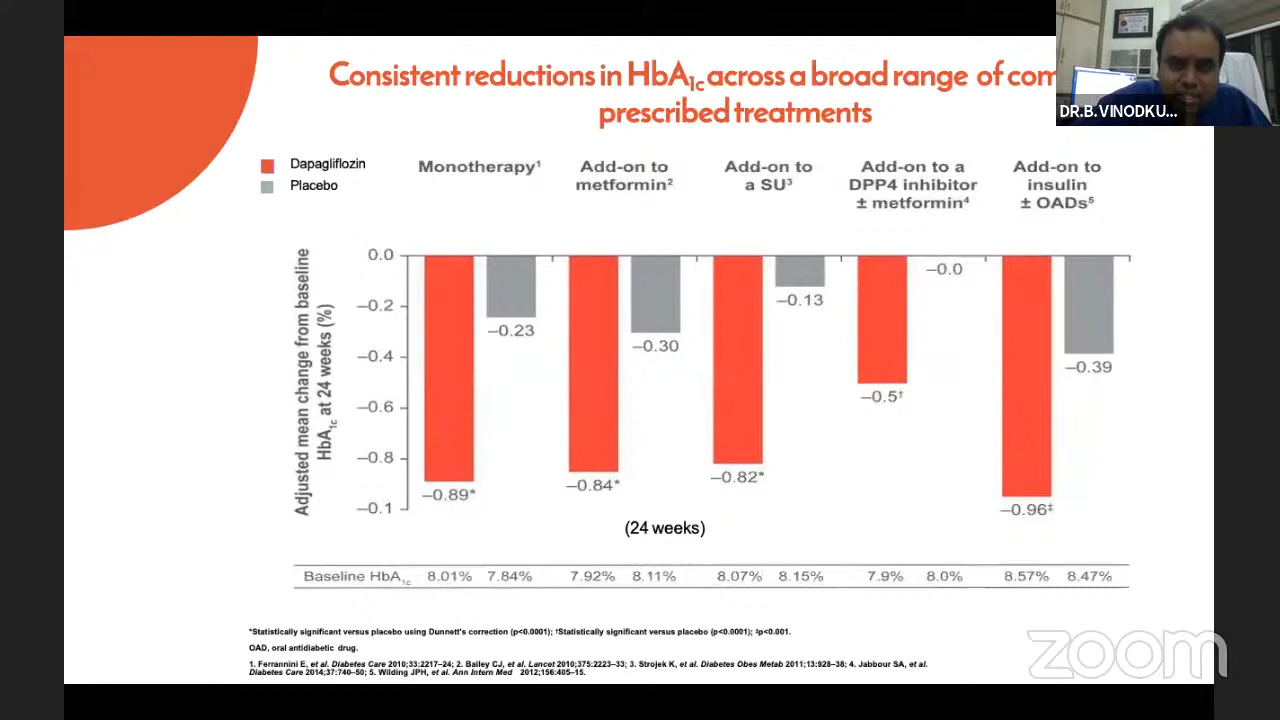 Consistent reductions in HbA1c across a broad range of com
prescribed treatments
DR.B.VINODKU...
Dapagliflozin
Placebo
Monotherapy¹
Add-on to
metformin²
Add-on to
a SU³
Add-on to a
DPP4 inhibitor
± metformin⁴
Add-on to
insulin
± OADs⁵
Adjusted mean change from baseline
HbA1c at 24 weeks (%)
0.0
–0.2
–0.4
–0.6
–0.8
–0.1
–0.89*
–0.23
–0.84*
–0.30
–0.82*
–0.13
–0.5†
–0.0
–0.96‡
–0.39
(24 weeks)
Baseline HbA1c 8.01% 7.84% 7.92% 8.11% 8.07% 8.15% 7.9% 8.0% 8.57% 8.47%
*Statistically significant versus placebo using Dunnett's correction (p<0.0001); †Statistically significant versus placebo (p<0.0001); ‡p<0.001.
OAD, oral antidiabetic drug.
1. Ferrannini E, et al. Diabetes Care 2010;33:2217–24; 2. Bailey CJ, et al. Lancet 2010;375:2223–33; 3. Strojek K, et al. Diabetes Obes Metab 2011;13:928–38; 4. Jabbour SA, et al.
Diabetes Care 2014;37:740–50; 5. Wilding JPH, et al. Ann Intern Med 2012;156:405–15.
zoom